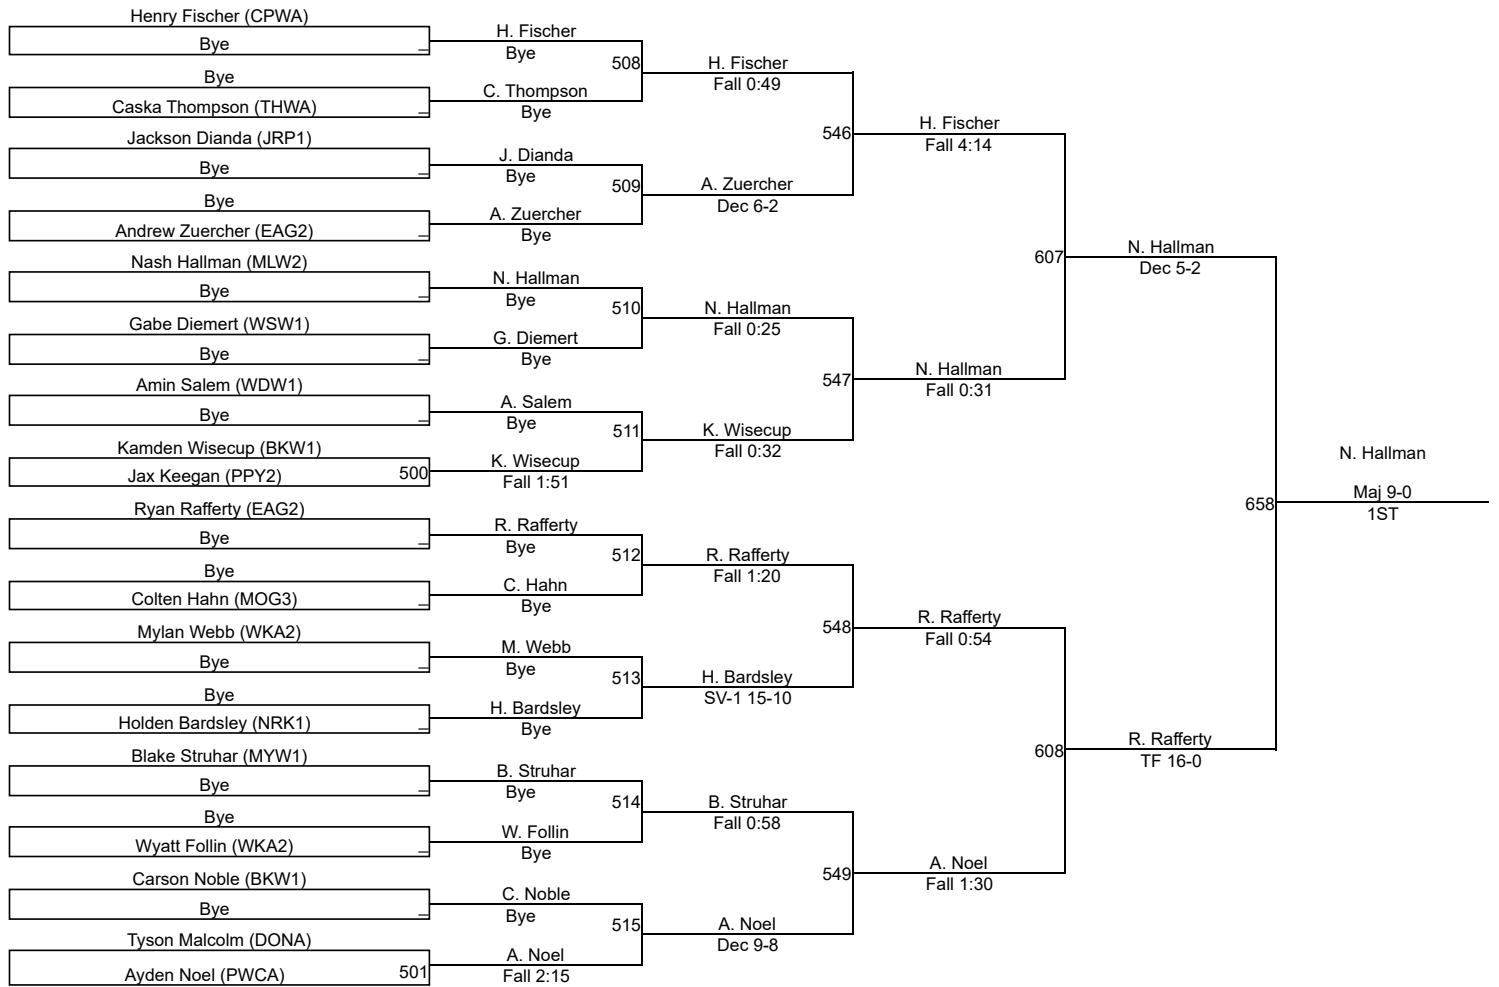 Henry Fischer (CPWA)
Bye
Bye
Caska Thompson (THWA)
Jackson Dianda (JRP1)
Bye
Bye
Andrew Zuercher (EAG2)
Nash Hallman (MLW2)
Bye
Gabe Diemert (WSW1)
Bye
Amin Salem (WDW1)
Bye
Kamden Wisecup (BKW1)
Jax Keegan (PPY2) 500
Ryan Rafferty (EAG2)
Bye
Bye
Colten Hahn (MOG3)
Mylan Webb (WKA2)
Bye
Bye
Holden Bardsley (NRK1)
Blake Struhar (MYW1)
Bye
Bye
Wyatt Follin (WKA2)
Carson Noble (BKW1)
Bye
Tyson Malcolm (DONA)
Ayden Noel (PWCA) 501
H. Fischer
Bye
508
C. Thompson
Bye
J. Dianda
Bye
509
A. Zuercher
Bye
N. Hallman
Bye
510
G. Diemert
Bye
A. Salem
Bye
511
K. Wisecup
Fall 1:51
R. Rafferty
Bye
512
C. Hahn
Bye
M. Webb
Bye
513
H. Bardsley
Bye
B. Struhar
Bye
514
W. Follin
Bye
C. Noble
Bye
515
A. Noel
Fall 2:15
H. Fischer
Fall 0:49
546
A. Zuercher
Dec 6-2
N. Hallman
Fall 0:25
547
K. Wisecup
Fall 0:32
R. Rafferty
Fall 1:20
548
H. Bardsley
SV-1 15-10
B. Struhar
Fall 0:58
549
A. Noel
Dec 9-8
H. Fischer
Fall 4:14
607
N. Hallman
Fall 0:31
R. Rafferty
Fall 0:54
608
A. Noel
Fall 1:30
N. Hallman
Dec 5-2
658
R. Rafferty
TF 16-0
N. Hallman
Maj 9-0
1ST